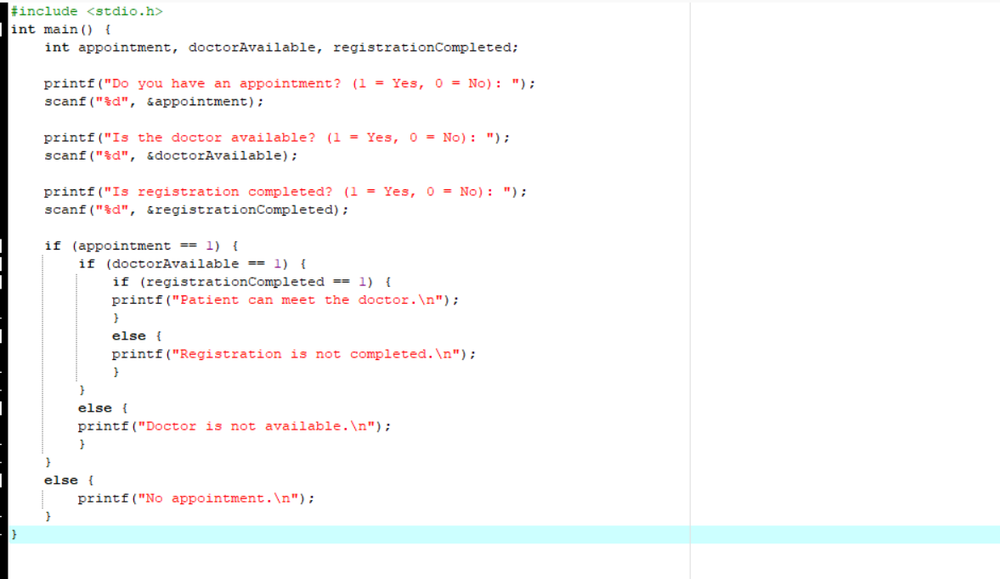 #include <stdio.h>
int main() {
    int appointment, doctorAvailable, registrationCompleted;
    printf("Do you have an appointment? (1 = Yes, 0 = No): ");
    scanf("%d", &appointment);
    printf("Is the doctor available? (1 = Yes, 0 = No): ");
    scanf("%d", &doctorAvailable);
    printf("Is registration completed? (1 = Yes, 0 = No): ");
    scanf("%d", &registrationCompleted);
    if (appointment == 1) {
        if (doctorAvailable == 1) {
            if (registrationCompleted == 1) {
            printf("Patient can meet the doctor.\n");
            }
            else {
            printf("Registration is not completed.\n");
            }
        }
        else {
        printf("Doctor is not available.\n");
        }
    }
    else {
        printf("No appointment.\n");
    }
}